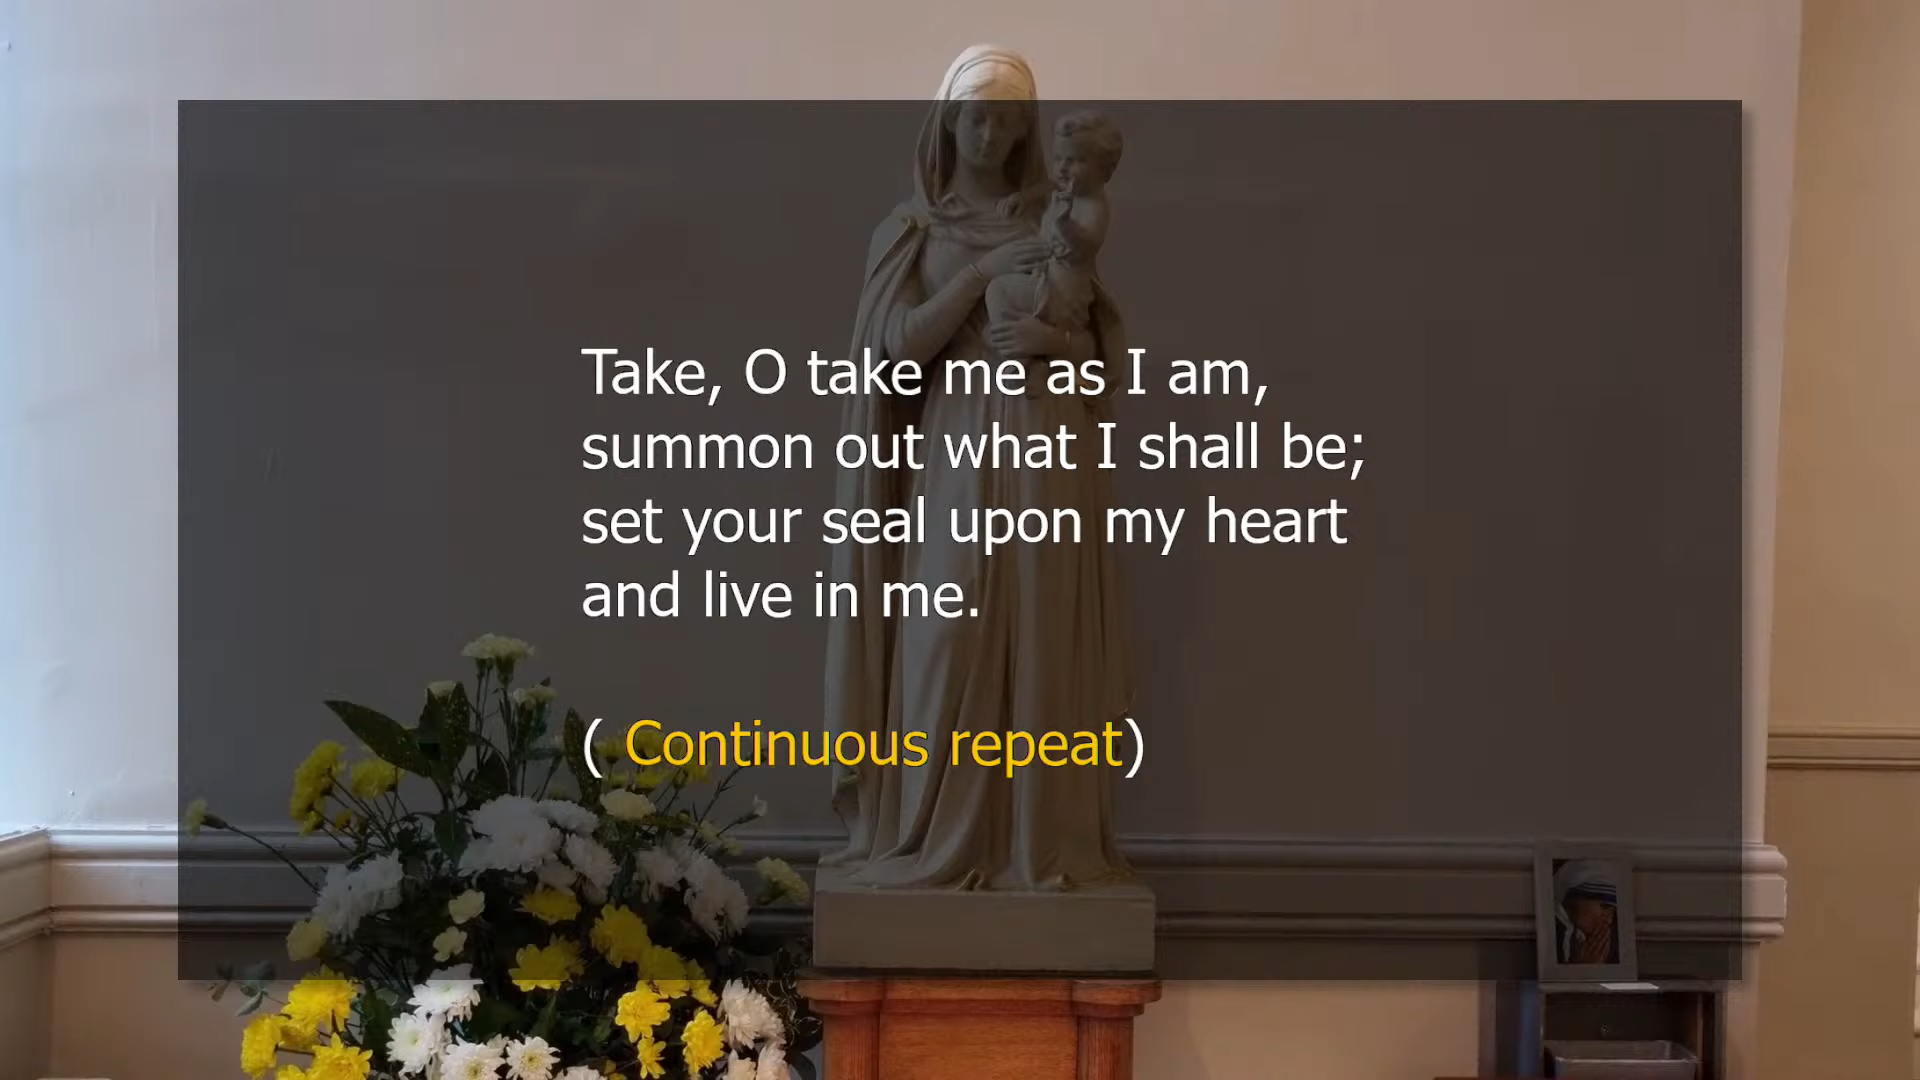 Take, O take me as I am,
summon out what I shall be;
set your seal upon my heart
and live in me.
( Continuous repeat)